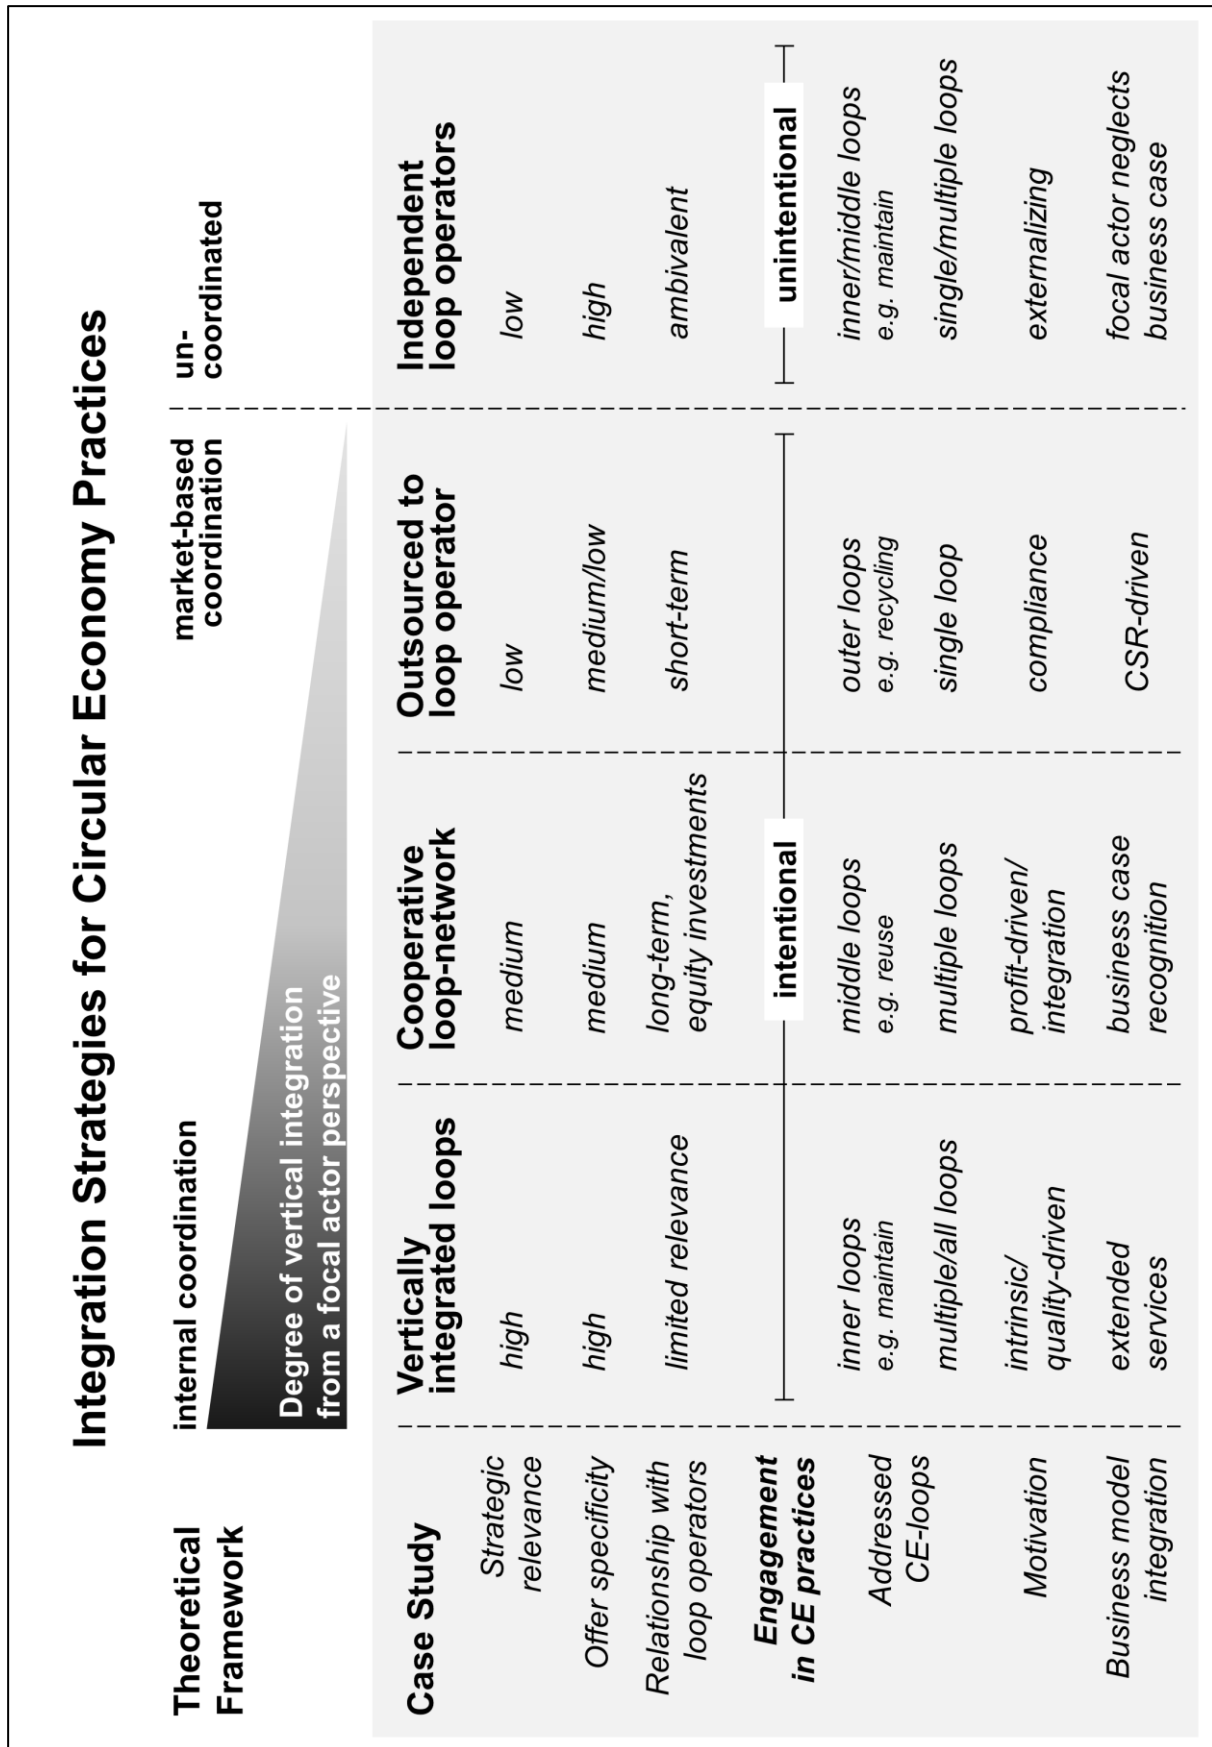 Integration Strategies for Circular Economy Practices
Theoretical
Framework
internal coordination
market-based
coordination
un-
coordinated
Degree of vertical integration
from a focal actor perspective
Case Study
Vertically
integrated loops
Cooperative
loop-network
Outsourced to
loop operator
Independent
loop operators
Strategic
relevance
high
medium
low
low
Offer specificity
high
medium
medium/low
high
Relationship with
loop operators
limited relevance
long-term,
equity investments
short-term
ambivalent
Engagement
in CE practices
intentional
unintentional
Addressed
CE-loops
inner loops
e.g. maintain
middle loops
e.g. reuse
outer loops
e.g. recycling
inner/middle loops
e.g. maintain
multiple/all loops
multiple loops
single loop
single/multiple loops
Motivation
intrinsic/
quality-driven
profit-driven/
integration
compliance
externalizing
Business model
integration
extended
services
business case
recognition
CSR-driven
focal actor neglects
business case